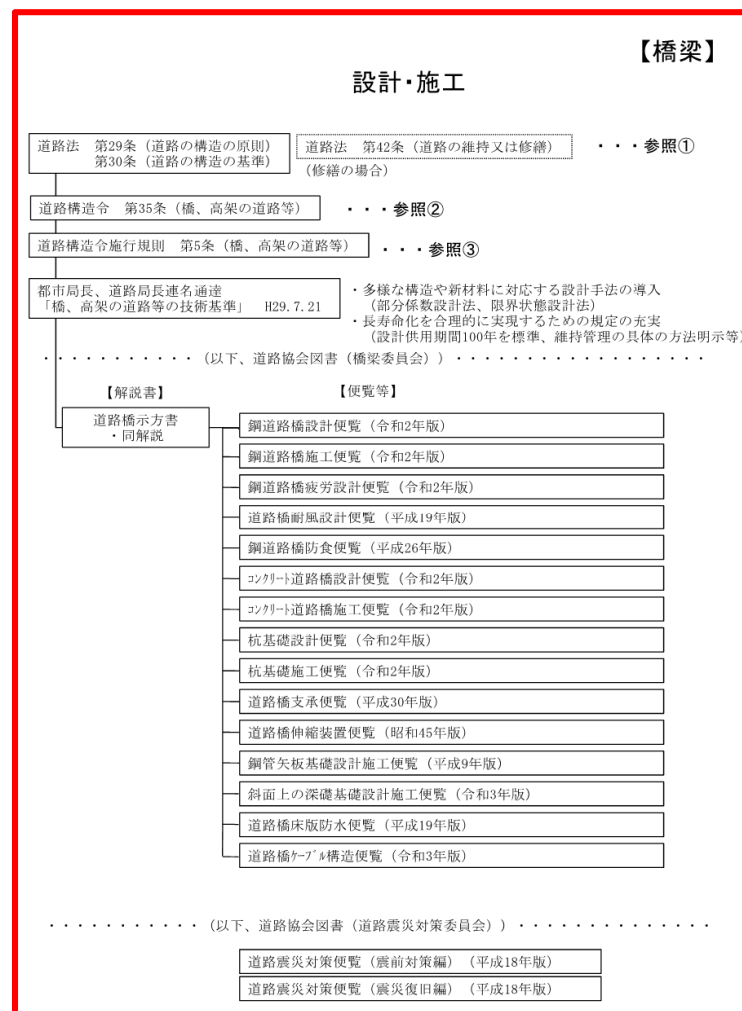 【橋梁】
設計・施工
道路法　第29条（道路の構造の原則）
第30条（道路の構造の基準）
道路法　第42条（道路の維持又は修繕）
・・・参照①
（修繕の場合）
道路構造令　第35条（橋、高架の道路等）
・・・参照②
道路構造令施行規則　第5条（橋、高架の道路等）
・・・参照③
都市局長、道路局長連名通達
「橋、高架の道路等の技術基準」　H29.7.21
・多様な構造や新材料に対応する設計手法の導入
（部分係数設計法、限界状態設計法）
・長寿命化を合理的に実現するための規定の充実
（設計供用期間100年を標準、維持管理の具体の方法明示等）
・・・・・・・・・・・（以下、道路協会図書（橋梁委員会））・・・・・・・・・・・・・・・・・・
【解説書】
【便覧等】
道路橋示方書
・同解説
鋼道路橋設計便覧（令和2年版）
鋼道路橋施工便覧（令和2年版）
鋼道路橋疲労設計便覧（令和2年版）
道路橋耐風設計便覧（平成19年版）
鋼道路橋防食便覧（平成26年版）
ｺﾝｸﾘｰﾄ道路橋設計便覧（令和2年版）
ｺﾝｸﾘｰﾄ道路橋施工便覧（令和2年版）
杭基礎設計便覧（令和2年版）
杭基礎施工便覧（令和2年版）
道路橋支承便覧（平成30年版）
道路橋伸縮装置便覧（昭和45年版）
鋼管矢板基礎設計施工便覧（平成9年版）
斜面上の深礎基礎設計施工便覧（令和3年版）
道路橋床版防水便覧（平成19年版）
道路橋ｹｰﾌﾞﾙ構造便覧（令和3年版）
・・・・・・・・・・・（以下、道路協会図書（道路震災対策委員会））・・・・・・・・・・・・・・
道路震災対策便覧（震前対策編）（平成18年版）
道路震災対策便覧（震災復旧編）（平成18年版）